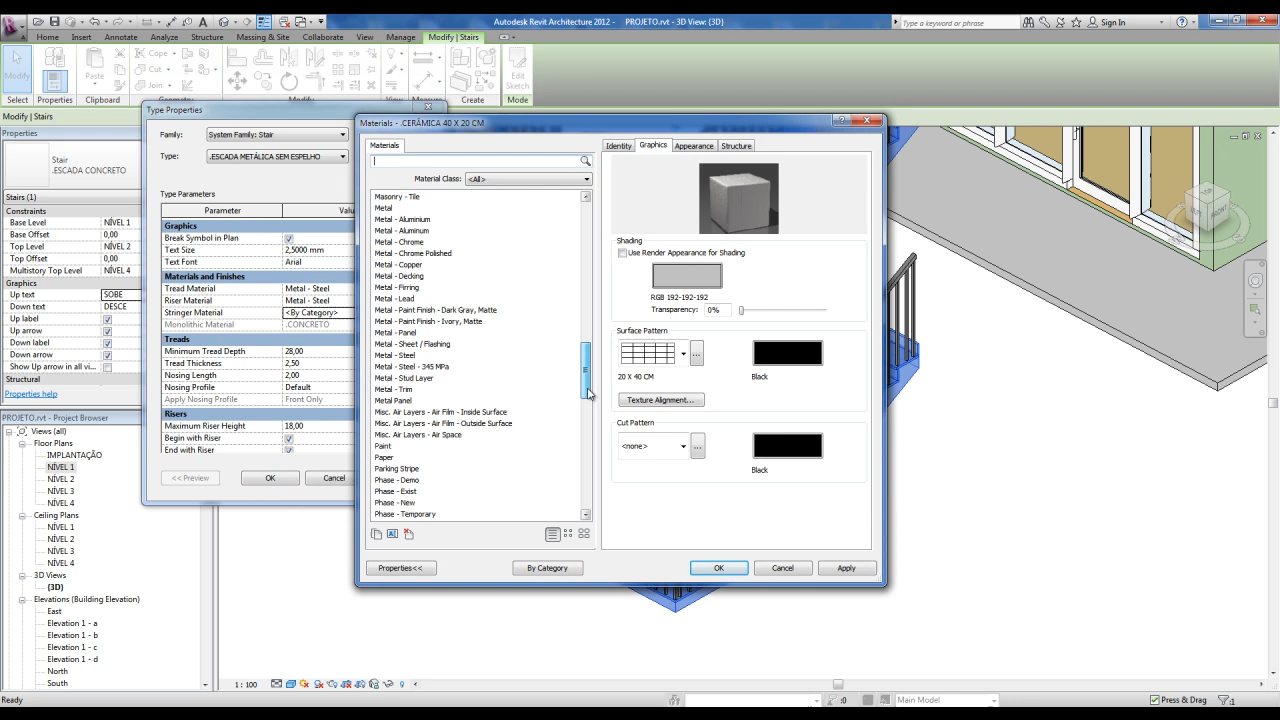 Autodesk Revit Architecture 2012 -    PROJETO.rvt - 3D View: {3D}
Type a keyword or phrase
Sign In
Home
Insert
Annotate
Analyze
Structure
Massing & Site
Collaborate
View
Manage
Modify | Stairs
Modify
Properties
Paste
Cope
Cut
Join
Edit
Sketch
Select
Properties
Clipboard
Geometry
Modify
View
Measure
Create
Mode
Modify | Stairs
Properties
Stair
.ESCADA CONCRETO
Stairs (1)
Constraints
Base Level NÍVEL 1
Base Offset 0,00
Top Level NÍVEL 2
Top Offset 0,00
Multistory Top Level NÍVEL 4
Graphics
Up text SOBE
Down text DESCE
Up label
Up arrow
Down label
Down arrow
Show Up arrow in all vi...
Structural
Properties help
PROJETO.rvt - Project Browser
Views (all)
Floor Plans
IMPLANTAÇÃO
NÍVEL 1
NÍVEL 2
NÍVEL 3
NÍVEL 4
Ceiling Plans
NÍVEL 1
NÍVEL 2
NÍVEL 3
NÍVEL 4
3D Views
{3D}
Elevations (Building Elevation)
East
Elevation 1 - a
Elevation 1 - b
Elevation 1 - c
Elevation 1 - d
North
South
Type Properties
Family: System Family: Stair
Type: .ESCADA METÁLICA SEM ESPELHO
Type Parameters
Parameter Valu
Graphics
Break Symbol in Plan
Text Size 2,5000 mm
Text Font Arial
Materials and Finishes
Tread Material Metal - Steel
Riser Material Metal - Steel
Stringer Material <By Category>
Monolithic Material .CONCRETO
Treads
Minimum Tread Depth 28,00
Tread Thickness 2,50
Nosing Length 2,00
Nosing Profile Default
Apply Nosing Profile Front Only
Risers
Maximum Riser Height 18,00
Begin with Riser
End with Riser
<< Preview
OK
Cancel
Materials - .CERÂMICA 40 X 20 CM
Materials
Material Class: <All>
Masonry - Tile
Metal
Metal - Aluminium
Metal - Aluminum
Metal - Chrome
Metal - Chrome Polished
Metal - Copper
Metal - Decking
Metal - Firring
Metal - Lead
Metal - Paint Finish - Dark Gray, Matte
Metal - Paint Finish - Ivory, Matte
Metal - Panel
Metal - Sheet / Flashing
Metal - Steel
Metal - Steel - 345 MPa
Metal - Stud Layer
Metal - Trim
Metal Panel
Misc. Air Layers - Air Film - Inside Surface
Misc. Air Layers - Air Film - Outside Surface
Misc. Air Layers - Air Space
Paint
Paper
Parking Stripe
Phase - Demo
Phase - Exist
Phase - New
Phase - Temporary
Properties<<
By Category
Identity
Graphics
Appearance
Structure
Shading
Use Render Appearance for Shading
RGB 192-192-192
Transparency: 0%
Surface Pattern
...
20 X 40 CM
Black
Texture Alignment...
Cut Pattern
<none>
...
Black
OK
Cancel
Apply
TOP
LEFT
FRONT
1 : 100
Ready
:0
Main Model
Press & Drag
:1